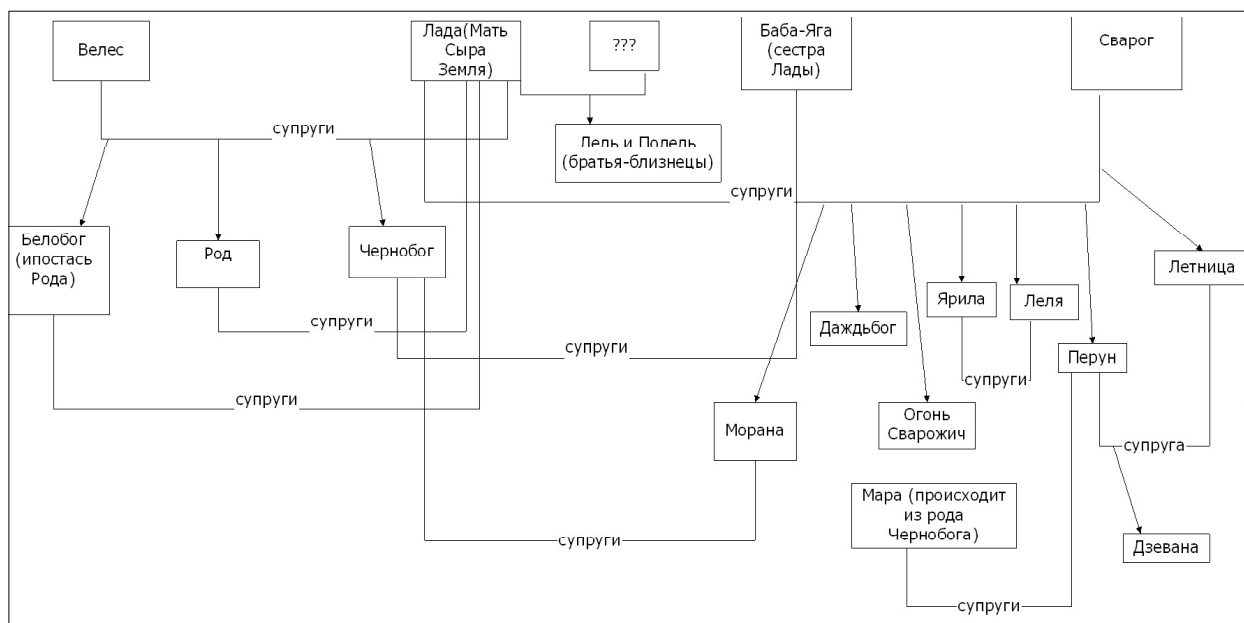 Велес
Лада(Мать
Сыра
Земля)
???
Баба-Яга
(сестра
Лады)
Сварог
супруги
Лель и Полель
(братья-близнецы)
супруги
Белобог
(ипостась
Рода)
Род
Чернобог
Летница
Ярила
Леля
Даждьбог
супруги
супруги
Перун
супруги
супруги
Морана
Огонь
Сварожич
супруга
Мара (происходит
из рода
Чернобога)
супруги
Дзевана
супруги